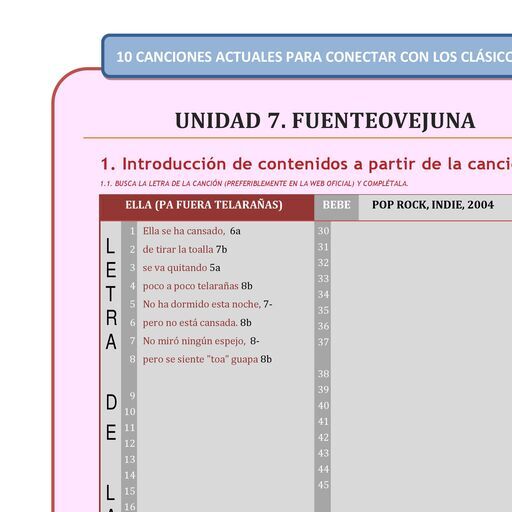 10 CANCIONES ACTUALES PARA CONECTAR CON LOS CLÁSICO
UNIDAD 7. FUENTEOVEJUNA
1. Introducción de contenidos a partir de la canci
1.1. BUSCA LA LETRA DE LA CANCIÓN (PREFERIBLEMENTE EN LA WEB OFICIAL) Y COMPLÉTALA.
ELLA (PA FUERA TELARAÑAS) BEBE POP ROCK, INDIE, 2004
LETRA DE LA
1 Ella se ha cansado, 6a
2 de tirar la toalla 7b
3 se va quitando 5a
4 poco a poco telarañas 8b
5 No ha dormido esta noche, 7-
6 pero no está cansada. 8b
7 No miró ningún espejo, 8-
8 pero se siente "toa" guapa 8b
9
10
11
12
13
14
15
16
30
31
32
33
34
35
36
37
38
39
40
41
42
43
44
45